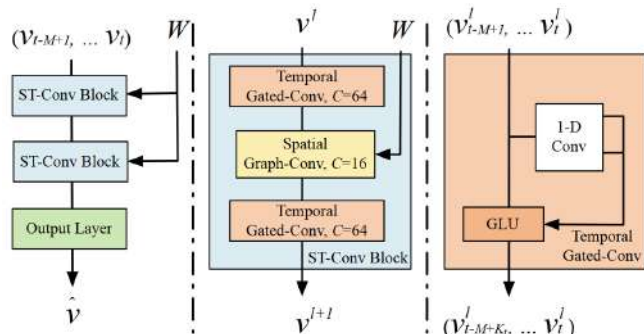 (v_{t-M+1}, ... v_t)
W
ST-Conv Block
ST-Conv Block
Output Layer
v̂
v^l
W
Temporal
Gated-Conv, C=64
Spatial
Graph-Conv, C=16
Temporal
Gated-Conv, C=64
ST-Conv Block
v^{l+1}
(v^l_{t-M+1}, ... v^l_t)
1-D
Conv
GLU
Temporal
Gated-Conv
(v^l_{t-M+K_t}, ... v^l_t)